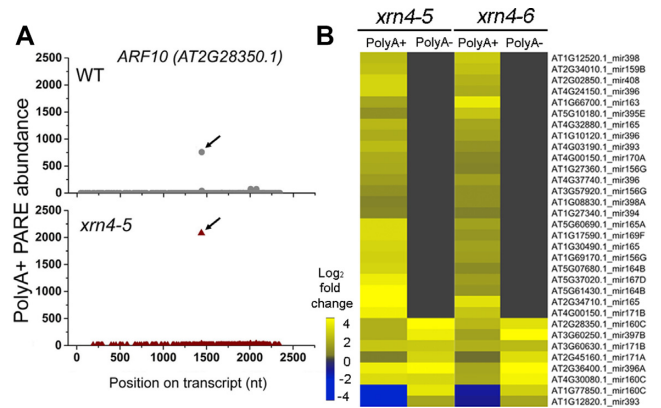 A
ARF10 (AT2G28350.1)
WT
2500
2000
1500
1000
500
0
xrn4-5
2500
2000
1500
1000
500
0
PolyA+ PARE abundance
0 500 1000 1500 2000 2500
Position on transcript (nt)
B
xrn4-5 xrn4-6
PolyA+ PolyA- PolyA+ PolyA-
AT1G12520.1_mir398
AT2G34010.1_mir159B
AT2G02850.1_mir408
AT4G24150.1_mir396
AT1G66700.1_mir163
AT5G10180.1_mir395E
AT4G32880.1_mir165
AT1G10120.1_mir396
AT4G03190.1_mir393
AT4G00150.1_mir170A
AT1G27360.1_mir156G
AT4G37740.1_mir396
AT3G57920.1_mir156G
AT1G08830.1_mir398A
AT1G27340.1_mir394
AT5G60690.1_mir165A
AT1G17590.1_mir169F
AT1G30490.1_mir165
AT1G69170.1_mir156G
AT5G07680.1_mir164B
AT5G37020.1_mir167D
AT5G61430.1_mir164B
AT2G34710.1_mir165
AT4G00150.1_mir171B
AT2G28350.1_mir160C
AT3G60250.1_mir397B
AT3G60630.1_mir171B
AT2G45160.1_mir171A
AT2G36400.1_mir396A
AT4G30080.1_mir160C
AT1G77850.1_mir160C
AT1G12820.1_mir393
Log2
fold
change
4
2
0
-2
-4